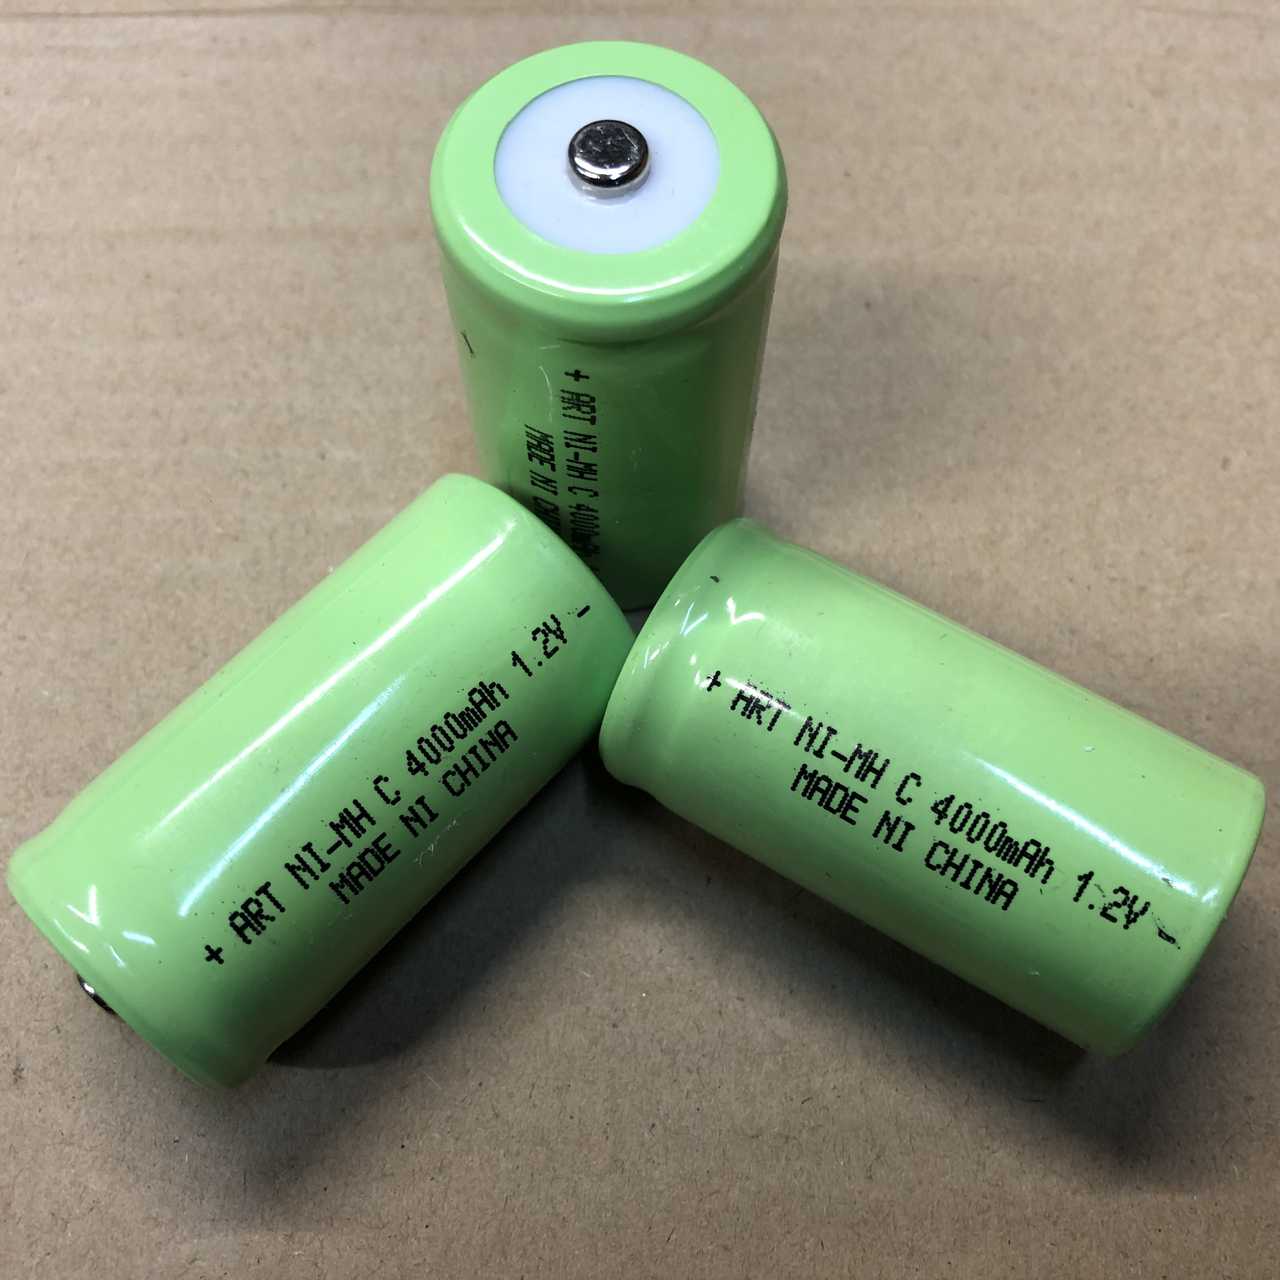 + ART NI-MH C 4000mAh
MADE NI
+ ART NI-MH C 4000mAh 1.2V -
MADE NI CHINA
+ ART NI-MH C 4000mAh 1.2V -
MADE NI CHINA